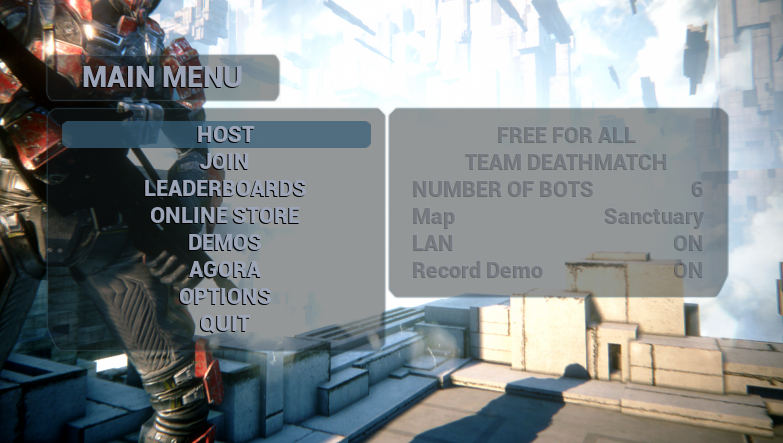 MAIN MENU
HOST
JOIN
LEADERBOARDS
ONLINE STORE
DEMOS
AGORA
OPTIONS
QUIT
FREE FOR ALL
TEAM DEATHMATCH
NUMBER OF BOTS 6
Map Sanctuary
LAN ON
Record Demo ON